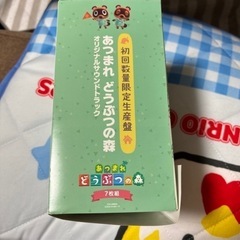 初回数量限定生産盤
あつまれ どうぶつの森
オリジナルサウンドトラック
あつまれ
どうぶつの森
7枚組